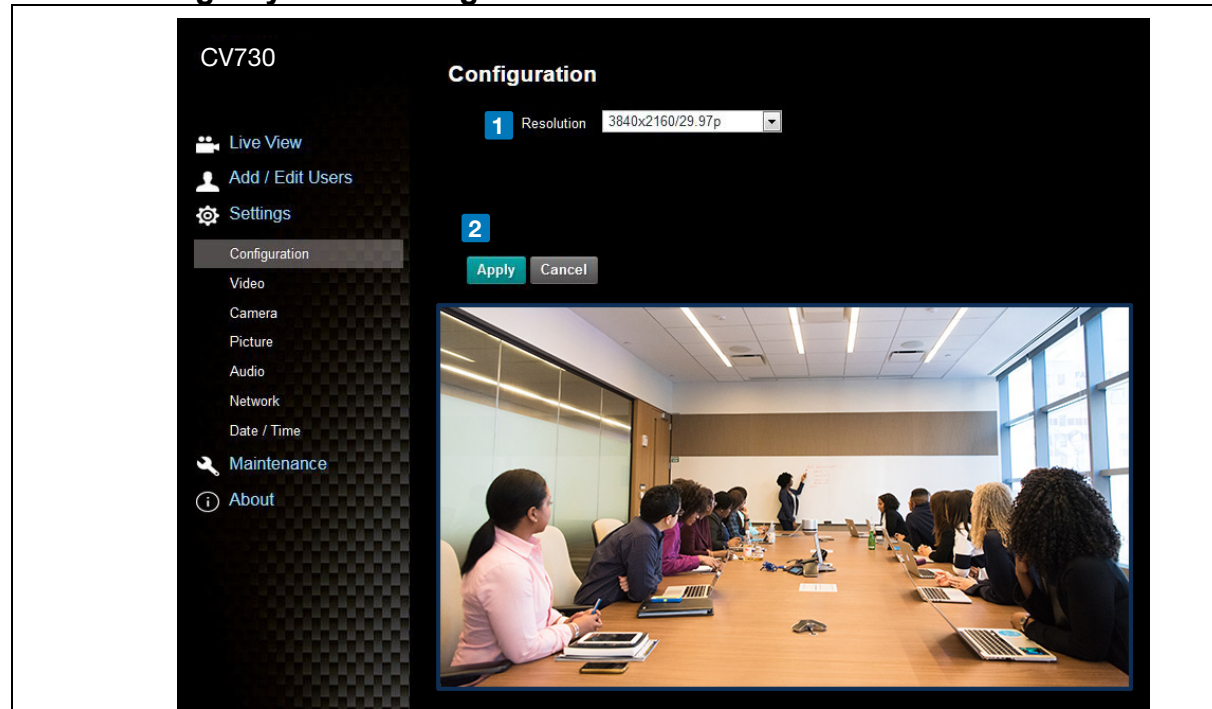 CV730
Configuration
1 Resolution 3840x2160/29.97p
Live View
Add / Edit Users
Settings
Configuration
Video
Camera
Picture
Audio
Network
Date / Time
Maintenance
About
2
Apply Cancel